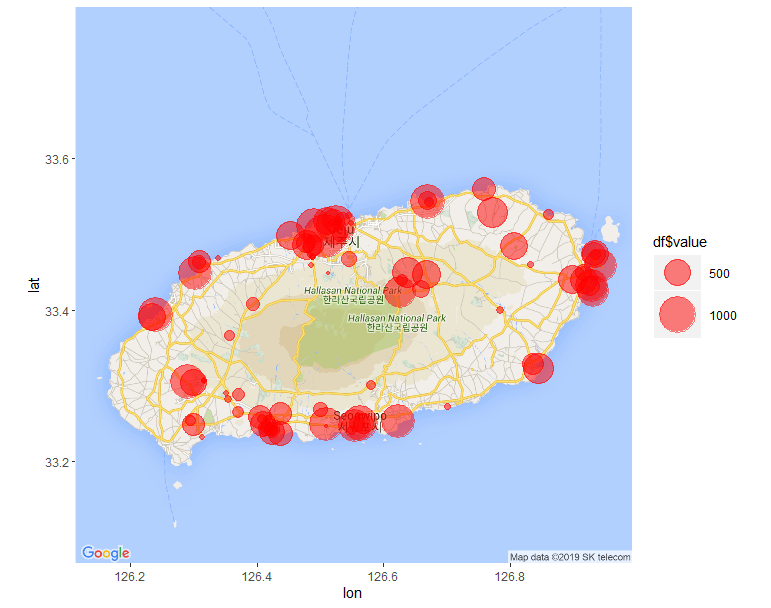 33.6
33.4
33.2
lat
제주시
Hallasan National Park
한라산국립공원
Hallasan National Park
한라산국립공원
Seogwipo
Google
Map data ©2019 SK telecom
126.2
126.4
126.6
126.8
lon
df$value
500
1000